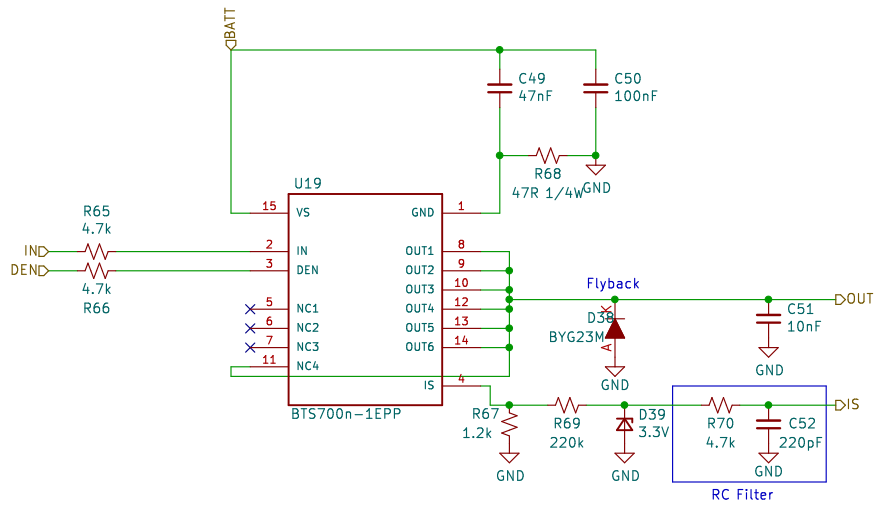 BATT
C49
47nF
C50
100nF
R68
47R 1/4W
GND
U19
15
VS
GND
1
R65
4.7k
IN
2
IN
OUT1
8
DEN
3
DEN
OUT2
9
4.7k
R66
OUT3
10
5
NC1
OUT4
12
6
NC2
OUT5
13
7
NC3
OUT6
14
11
NC4
IS
4
BTS700n-1EPP
Flyback
OUT
K
D38
BYG23M
A
GND
C51
10nF
GND
R67
1.2k
GND
R69
220k
D39
3.3V
GND
R70
4.7k
C52
220pF
GND
IS
RC Filter